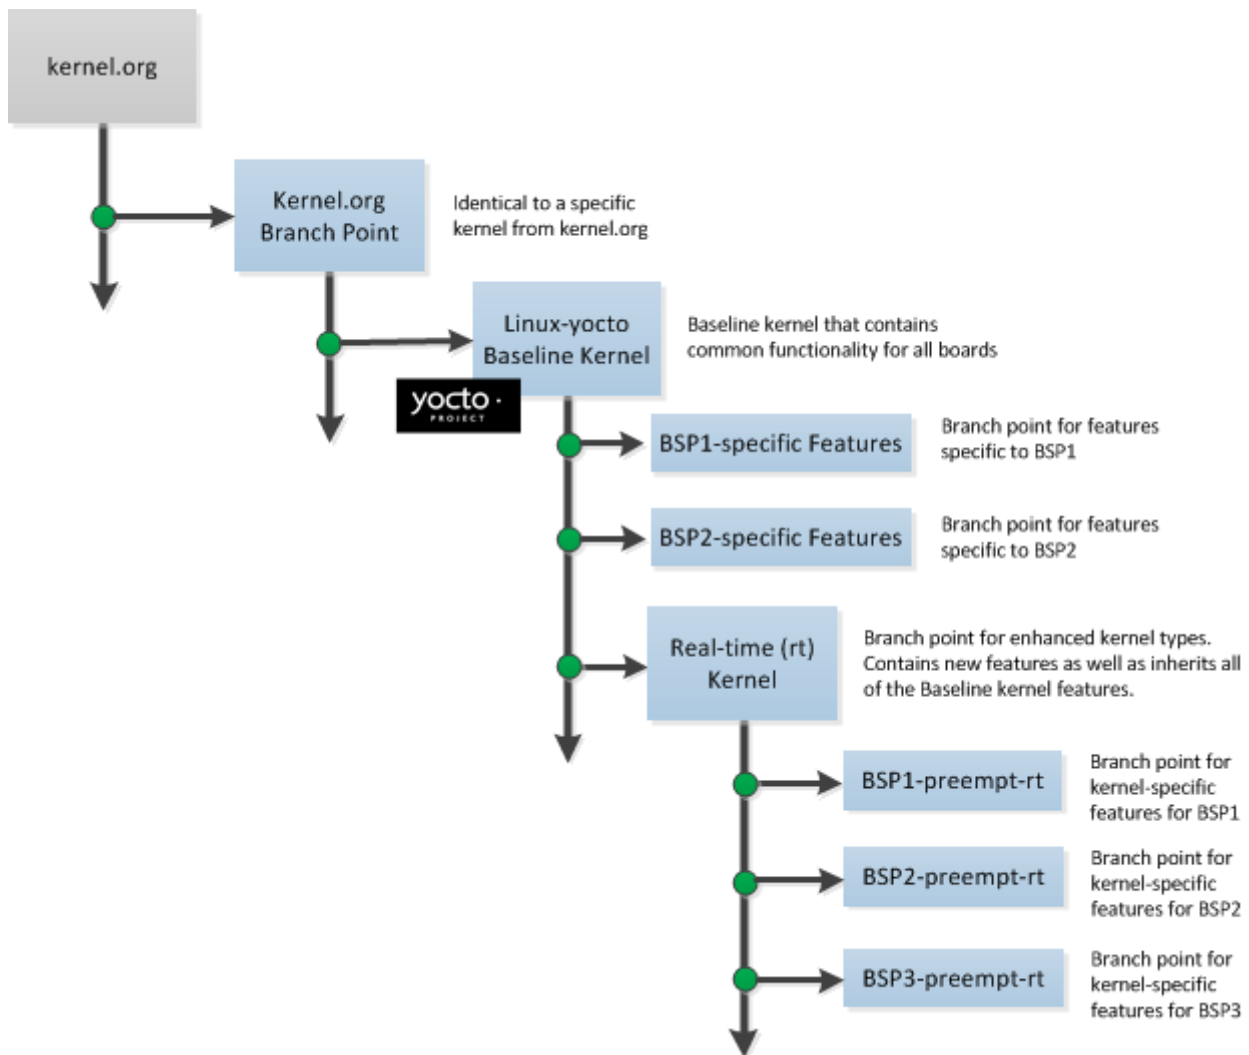 kernel.org
Kernel.org
Branch Point
Identical to a specific
kernel from kernel.org
Linux-yocto
Baseline Kernel
Baseline kernel that contains
common functionality for all boards
yocto ·
PROJECT
BSP1-specific Features
Branch point for features
specific to BSP1
BSP2-specific Features
Branch point for features
specific to BSP2
Real-time (rt)
Kernel
Branch point for enhanced kernel types.
Contains new features as well as inherits all
of the Baseline kernel features.
BSP1-preempt-rt
Branch point for
kernel-specific
features for BSP1
BSP2-preempt-rt
Branch point for
kernel-specific
features for BSP2
BSP3-preempt-rt
Branch point for
kernel-specific
features for BSP3